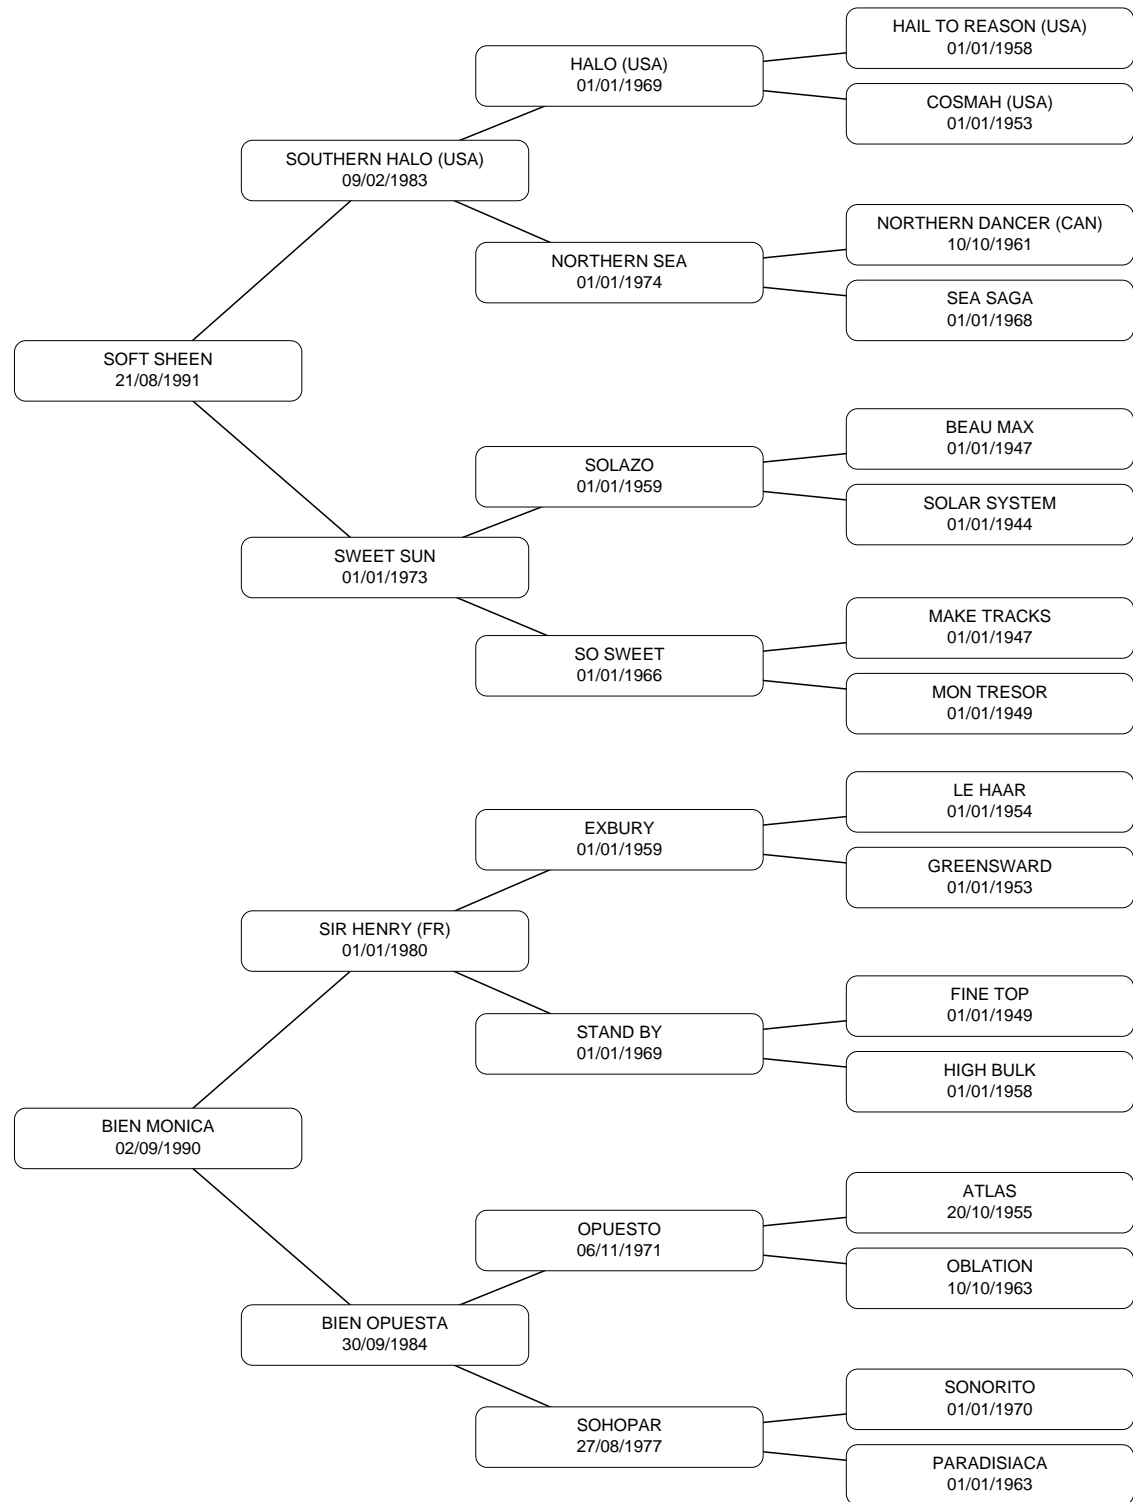 HAIL TO REASON (USA)
01/01/1958
HALO (USA)
01/01/1969
COSMAH (USA)
01/01/1953
SOUTHERN HALO (USA)
09/02/1983
NORTHERN DANCER (CAN)
10/10/1961
NORTHERN SEA
01/01/1974
SEA SAGA
01/01/1968
SOFT SHEEN
21/08/1991
BEAU MAX
01/01/1947
SOLAZO
01/01/1959
SOLAR SYSTEM
01/01/1944
SWEET SUN
01/01/1973
MAKE TRACKS
01/01/1947
SO SWEET
01/01/1966
MON TRESOR
01/01/1949
LE HAAR
01/01/1954
EXBURY
01/01/1959
GREENSWARD
01/01/1953
SIR HENRY (FR)
01/01/1980
FINE TOP
01/01/1949
STAND BY
01/01/1969
HIGH BULK
01/01/1958
BIEN MONICA
02/09/1990
ATLAS
20/10/1955
OPUESTO
06/11/1971
OBLATION
10/10/1963
BIEN OPUESTA
30/09/1984
SONORITO
01/01/1970
SOHOPAR
27/08/1977
PARADISIACA
01/01/1963